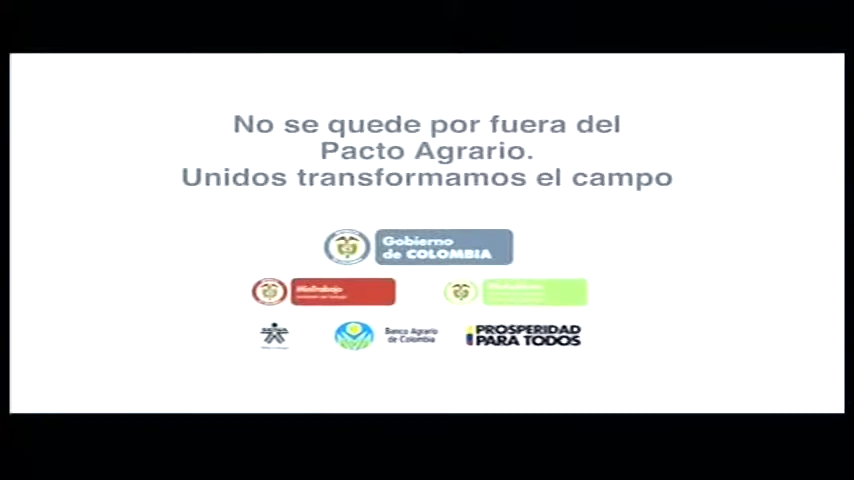 No se quede por fuera del
Pacto Agrario.
Unidos transformamos el campo
Gobierno
de COLOMBIA
MinTrabajo
Banco Agrario
de Colombia
PROSPERIDAD
PARA TODOS